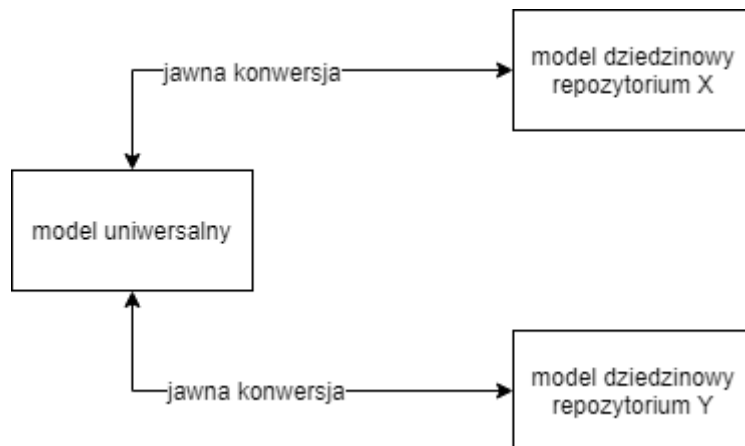 jawna konwersja
model dziedzinowy
repozytorium X
model uniwersalny
jawna konwersja
model dziedzinowy
repozytorium Y